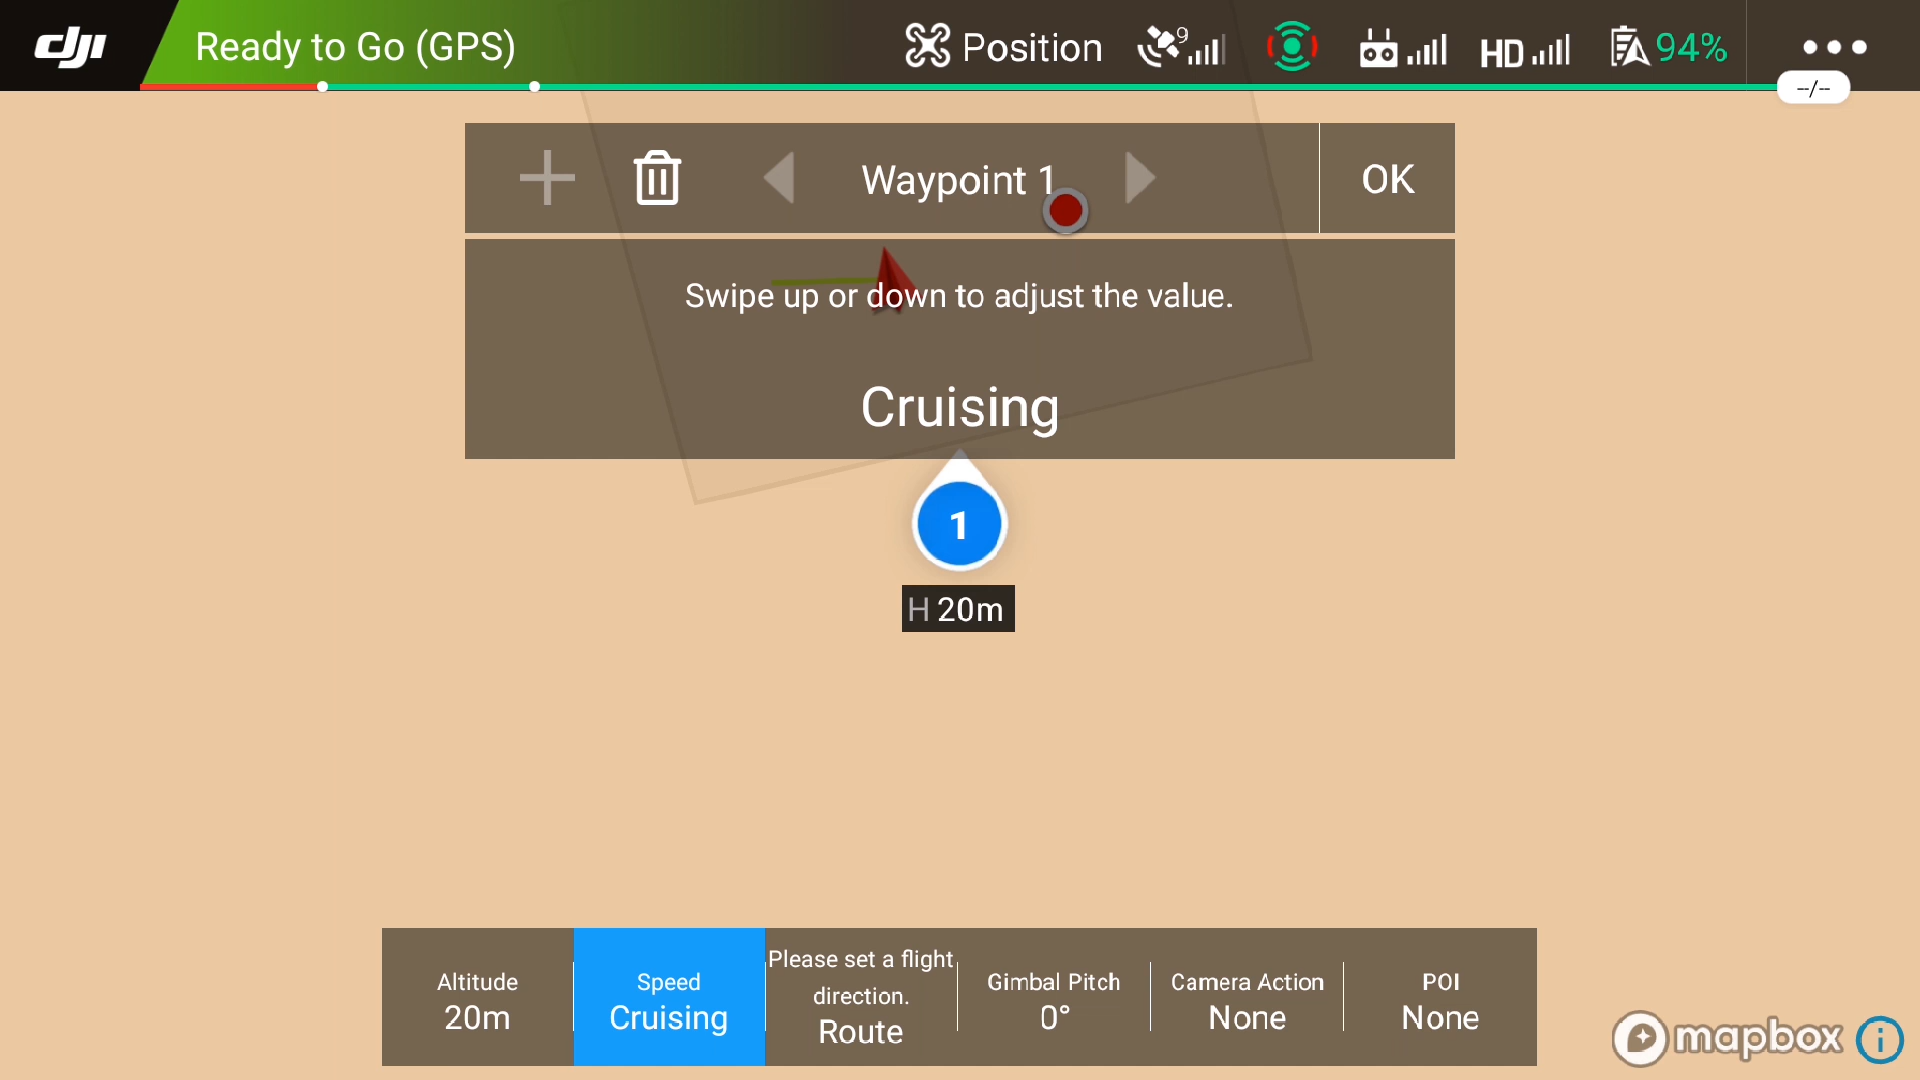 dji
Ready to Go (GPS)
Position
9
HD
94%
--/--
Waypoint 1
OK
Swipe up or down to adjust the value.
Cruising
1
H 20m
Altitude
20m
Speed
Cruising
Please set a flight
direction.
Route
Gimbal Pitch
0°
Camera Action
None
POI
None
mapbox
i